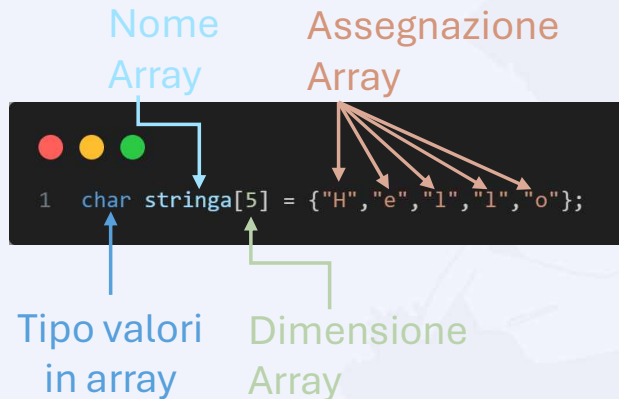 Nome
Array
Assegnazione
Array
1 char stringa[5] = {"H","e","l","l","o"};
Tipo valori
in array
Dimensione
Array